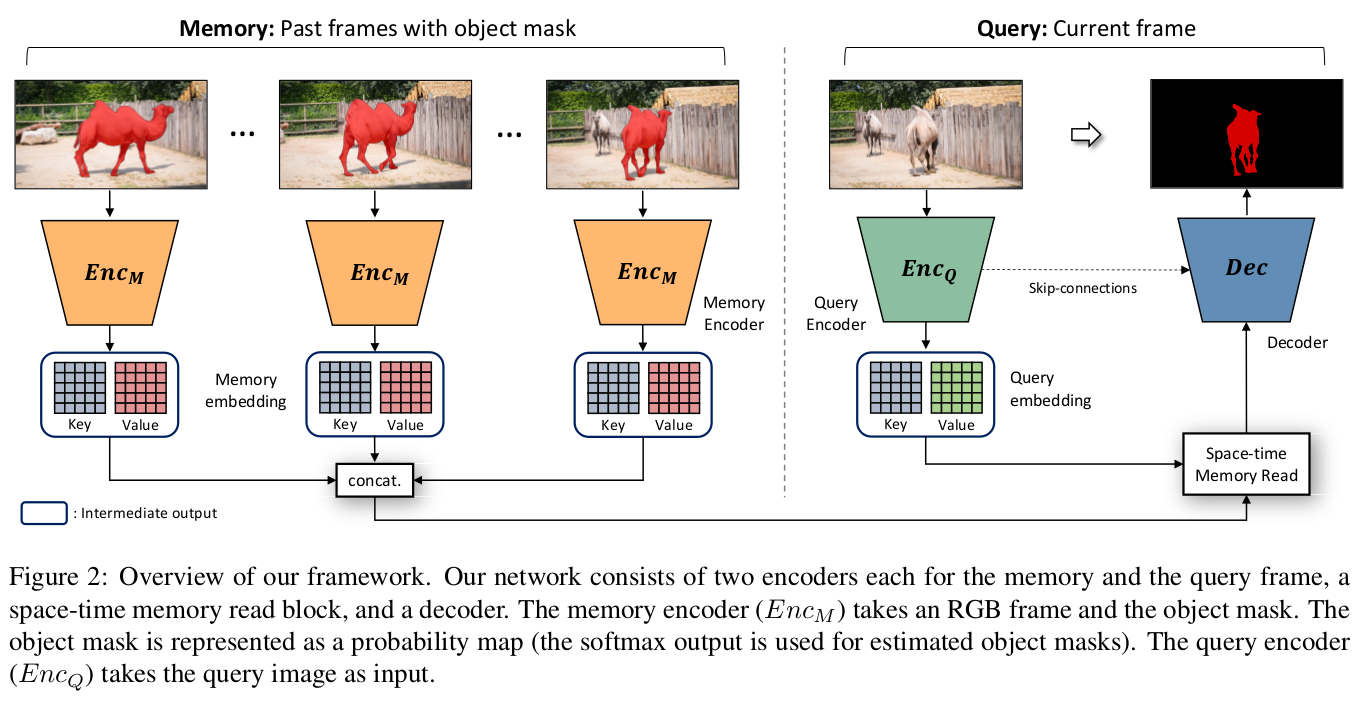 Memory: Past frames with object mask
Query: Current frame
...
...
Enc_M
Enc_M
Enc_M
Memory
Encoder
Key Value
Memory
embedding
Key Value
Key Value
concat.
: Intermediate output
Enc_Q
Query
Encoder
Skip-connections
Dec
Decoder
Key Value
Query
embedding
Space-time
Memory Read
Figure 2: Overview of our framework. Our network consists of two encoders each for the memory and the query frame, a
space-time memory read block, and a decoder. The memory encoder (Enc_M) takes an RGB frame and the object mask. The
object mask is represented as a probability map (the softmax output is used for estimated object masks). The query encoder
(Enc_Q) takes the query image as input.